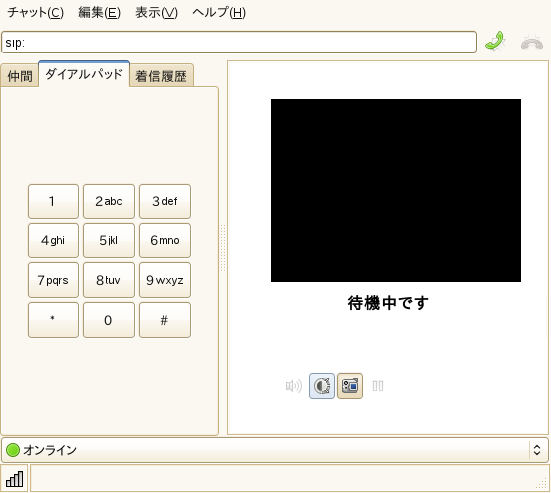 チャット(C) 編集(E) 表示(V) ヘルプ(H)
sip:
仲間 ダイアルパッド 着信履歴
1 2abc 3def
4ghi 5jkl 6mno
7pqrs 8tuv 9wxyz
* 0 #
待機中です
オンライン